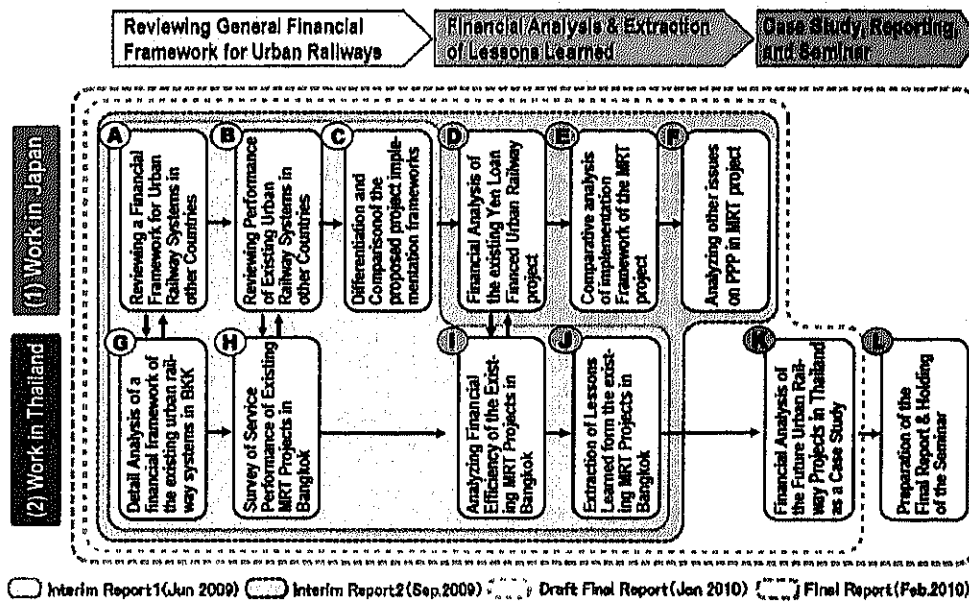 Reviewing General Financial
Framework for Urban Railways
Financial Analysis & Extraction
of Lessons Learned
Case Study, Reporting,
and Seminar
(1) Work in Japan
A
Reviewing a Financial
Framework for Urban
Railway Systems in
other Countries
B
Reviewing Performance
of Existing Urban
Railway Systems in
other Countries
C
Differentiation and
Comparisonof the
proposed project imple-
mentation frameworks
D
Financial Analysis of
the existing Yen Loan
Financed Urban Railway
project
E
Comparative analysis
of implementation
Framework of the MRT
project
F
Analyzing other issues
on PPP in MRT project
(2) Work in Thailand
G
Detail Analysis of a
financial framework of
the existing urban rail-
way systems in BKK
H
Survey of Service
Performance of Existing
MRT Projects in
Bangkok
I
Analyzing Financial
Efficiency of the Exist-
ing MRT Projects in
Bangkok
J
Extraction of Lessons
Learned form the exist-
ing MRT Projects in
Bangkok
K
Financial Analysis of
the Future Urban Rail-
way Projects in Thailand
as a Case Study
L
Preparation of the
Final Report & Holding
of the Seminar
Interim Report1(Jun 2009) Interim Report2(Sep.2009) Draft Final Report(Jan 2010) Final Report(Feb.2010)